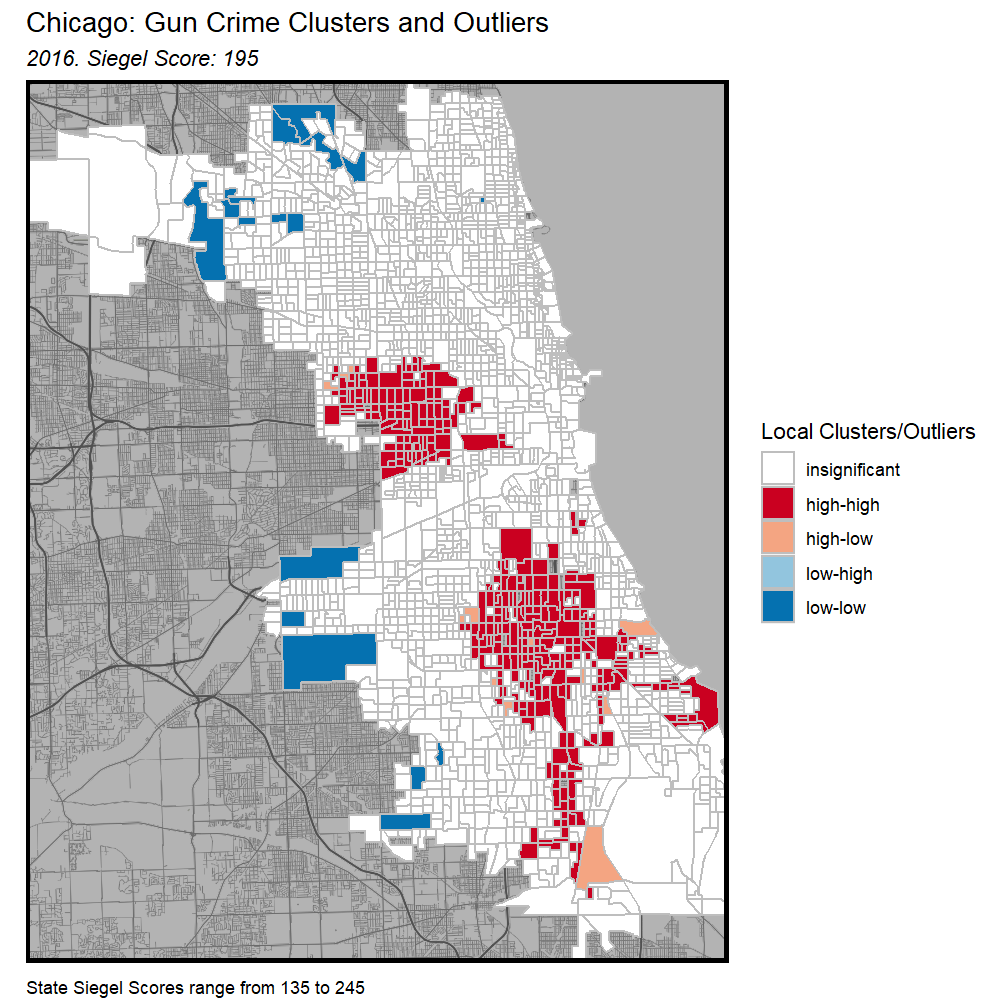 Chicago: Gun Crime Clusters and Outliers
2016. Siegel Score: 195
Local Clusters/Outliers
insignificant
high-high
high-low
low-high
low-low
State Siegel Scores range from 135 to 245